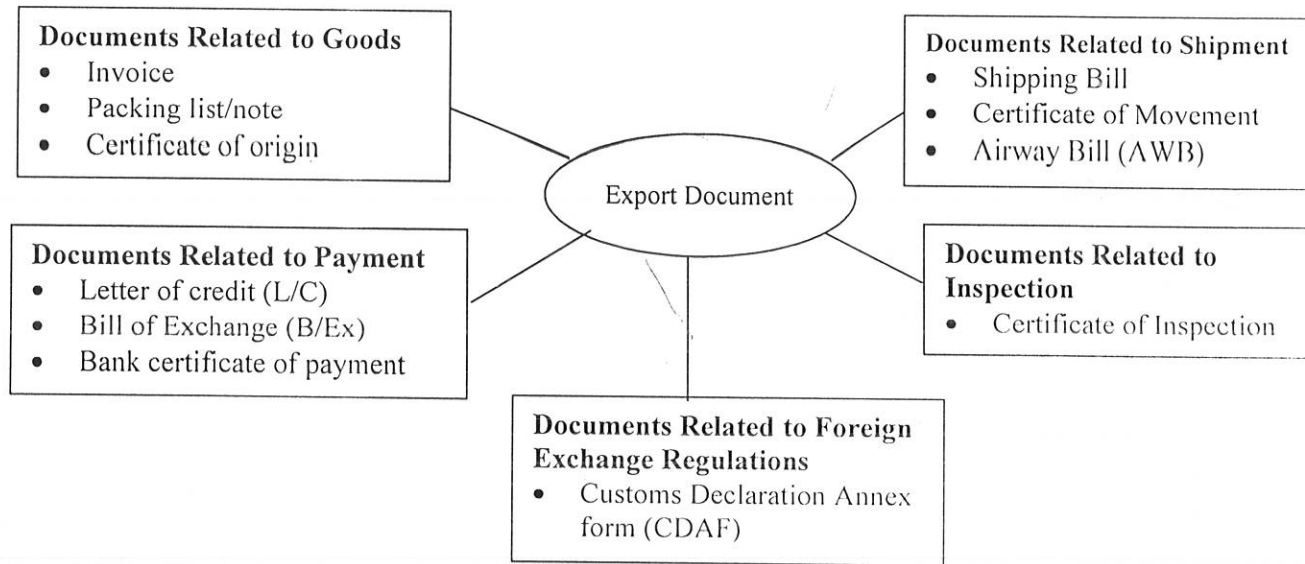 Documents Related to Goods
• Invoice
• Packing list/note
• Certificate of origin
Documents Related to Shipment
• Shipping Bill
• Certificate of Movement
• Airway Bill (AWB)
Export Document
Documents Related to Payment
• Letter of credit (L/C)
• Bill of Exchange (B/Ex)
• Bank certificate of payment
Documents Related to
Inspection
• Certificate of Inspection
Documents Related to Foreign
Exchange Regulations
• Customs Declaration Annex
form (CDAF)